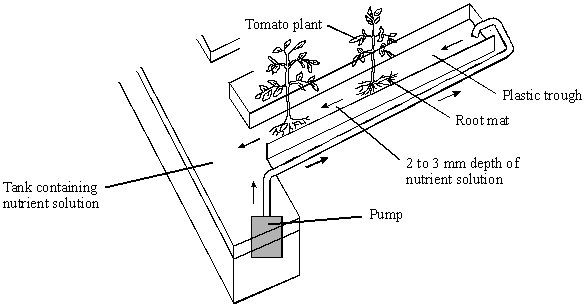 Tomato plant
Plastic trough
Root mat
2 to 3 mm depth of
nutrient solution
Tank containing
nutrient solution
Pump